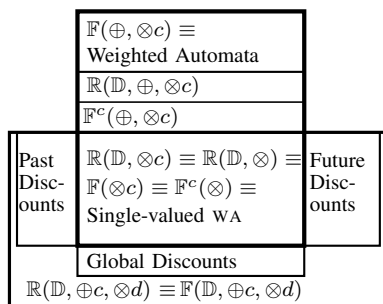 𝔽(⊕, ⊗c) ≡
Weighted Automata
ℝ(𝔻, ⊕, ⊗c)
𝔽ᶜ(⊕, ⊗c)
Past
Disc-
ounts
ℝ(𝔻, ⊗c) ≡ ℝ(𝔻, ⊗) ≡
𝔽(⊗c) ≡ 𝔽ᶜ(⊗) ≡
Single-valued WA
Future
Disc-
ounts
Global Discounts
ℝ(𝔻, ⊕c, ⊗d) ≡ 𝔽(𝔻, ⊕c, ⊗d)